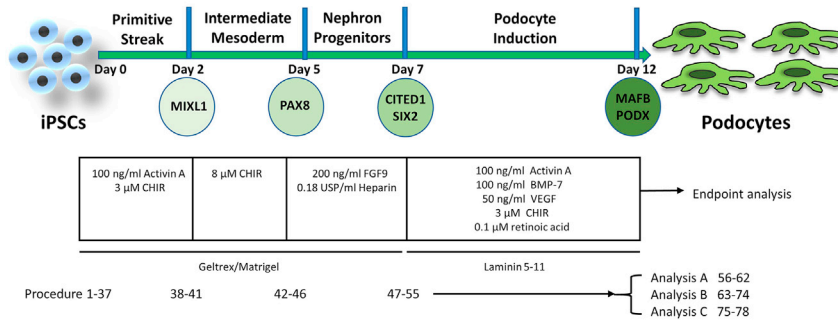 Primitive Streak
Intermediate Mesoderm
Nephron Progenitors
Podocyte Induction
Day 0
Day 2
Day 5
Day 7
Day 12
iPSCs
MIXL1
PAX8
CITED1
SIX2
MAFB
PODX
Podocytes
100 ng/ml Activin A
3 µM CHIR
8 µM CHIR
200 ng/ml FGF9
0.18 USP/ml Heparin
100 ng/ml Activin A
100 ng/ml BMP-7
50 ng/ml VEGF
3 µM CHIR
0.1 µM retinoic acid
Endpoint analysis
Geltrex/Matrigel
Laminin 5-11
Procedure 1-37
38-41
42-46
47-55
Analysis A 56-62
Analysis B 63-74
Analysis C 75-78